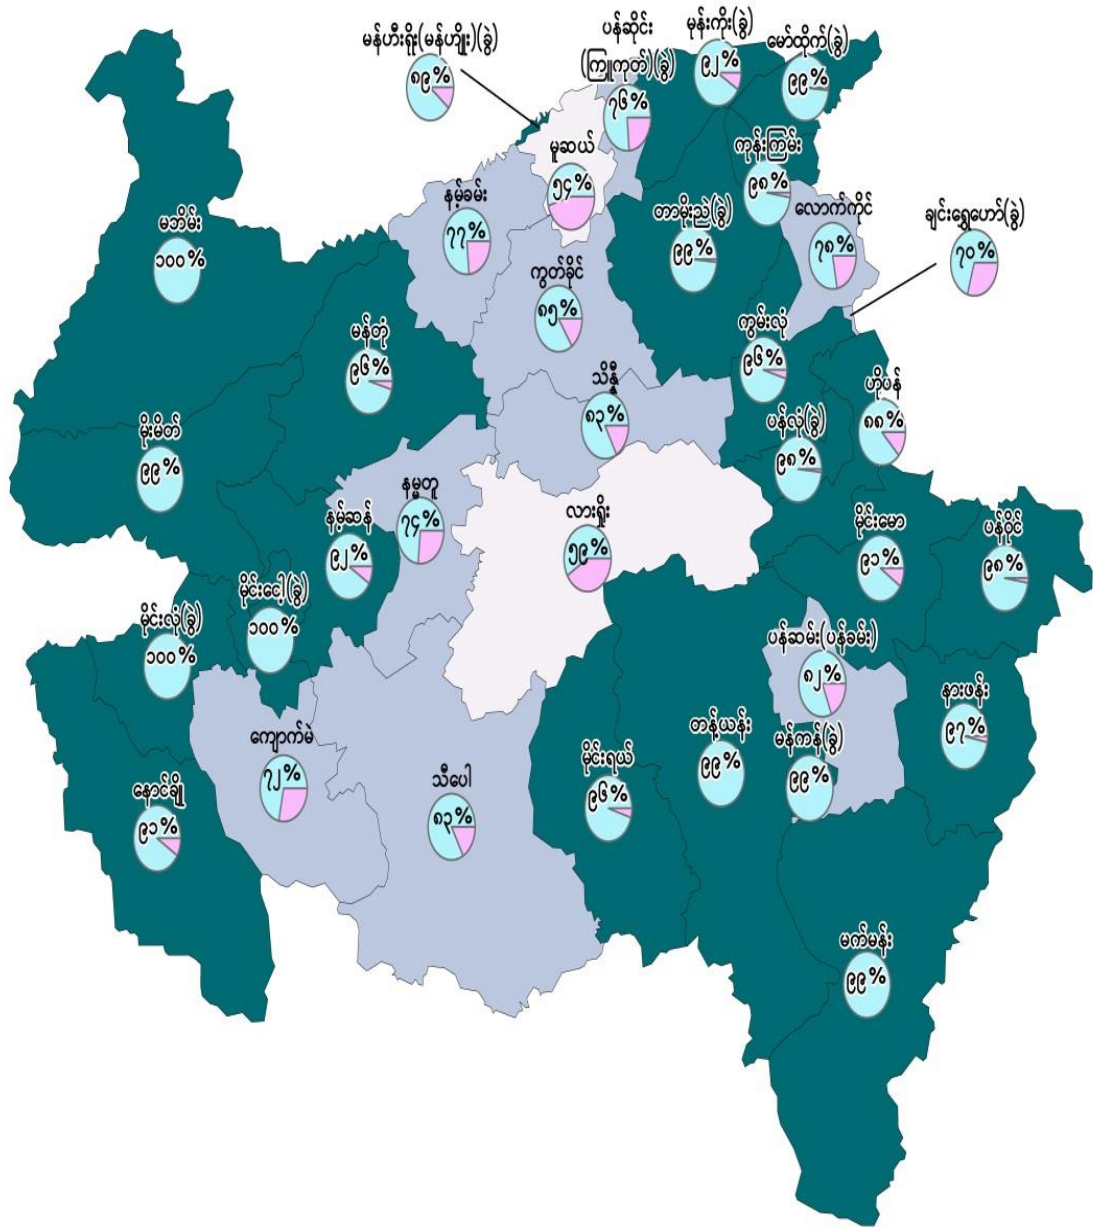 မန်ဟီးရိုး(မန်ဟျိုး)(ခွဲ)
၈၉%
ပန်ဆိုင်း
(ကြူကုတ်)(ခွဲ)
၇၆%
မုန်းကိုး(ခွဲ)
၉၂%
မော်ထိုက်(ခွဲ)
၉၉%
မူဆယ်
၅၄%
ကုန်းကြမ်း
၉၈%
နမ့်ခမ်း
၇၇%
တာမိုးညဲ(ခွဲ)
၉၉%
လောက်ကိုင်
၇၈%
ချင်းရွှေဟော်(ခွဲ)
၇၀%
မဘိမ်း
၁၀၀%
ကွတ်ခိုင်
၈၅%
မန်တုံ
၉၆%
ကွမ်းလုံ
၉၆%
သိန္နီ
၈၃%
ဟိုပန်
၈၈%
မိုးမိတ်
၉၉%
ပန်လုံ(ခွဲ)
၉၈%
နမ္မတူ
၇၄%
လားရှိုး
၅၉%
နမ့်ဆန်
၉၂%
မိုင်းမော
၉၁%
ပန်ဝိုင်
၉၈%
မိုင်းငေါ့(ခွဲ)
၁၀၀%
မိုင်းလုံ(ခွဲ)
၁၀၀%
ပန်ဆမ်း(ပန်ခမ်း)
၈၂%
နားဖန်း
၉၇%
ကျောက်မဲ
၇၂%
တန့်ယန်း
၉၉%
မန်ကန်(ခွဲ)
၉၉%
မိုင်းရယ်
၉၆%
သီပေါ
၈၃%
နောင်ချို
၉၁%
မက်မန်း
၉၉%